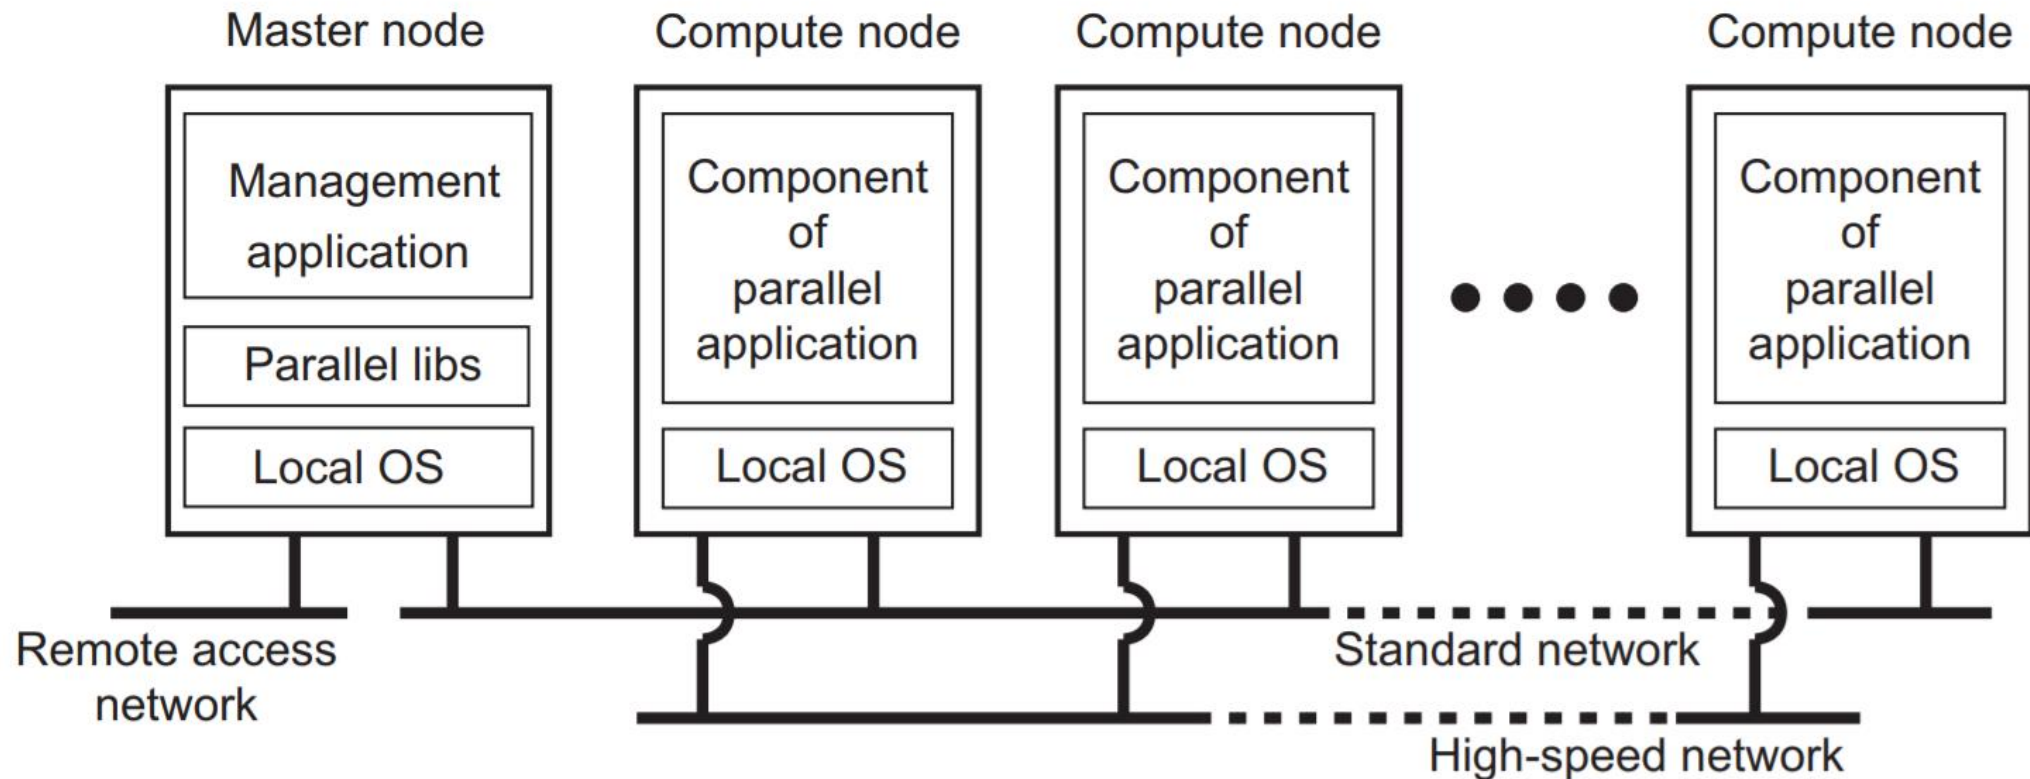 Master node
Compute node
Compute node
Compute node
Management
application
Parallel libs
Local OS
Component
of
parallel
application
Local OS
Component
of
parallel
application
Local OS
Component
of
parallel
application
Local OS
Remote access
network
Standard network
High-speed network